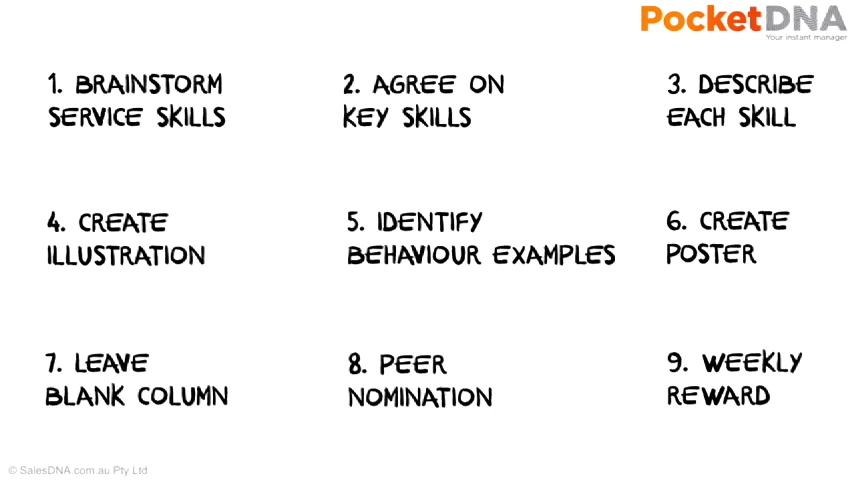 PocketDNA
Your instant manager
1. BRAINSTORM
SERVICE SKILLS
2. AGREE ON
KEY SKILLS
3. DESCRIBE
EACH SKILL
4. CREATE
ILLUSTRATION
5. IDENTIFY
BEHAVIOUR EXAMPLES
6. CREATE
POSTER
7. LEAVE
BLANK COLUMN
8. PEER
NOMINATION
9. WEEKLY
REWARD
© SalesDNA.com.au Pty Ltd